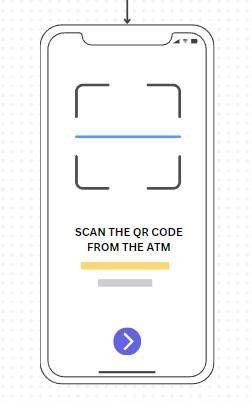 SCAN THE QR CODE
FROM THE ATM